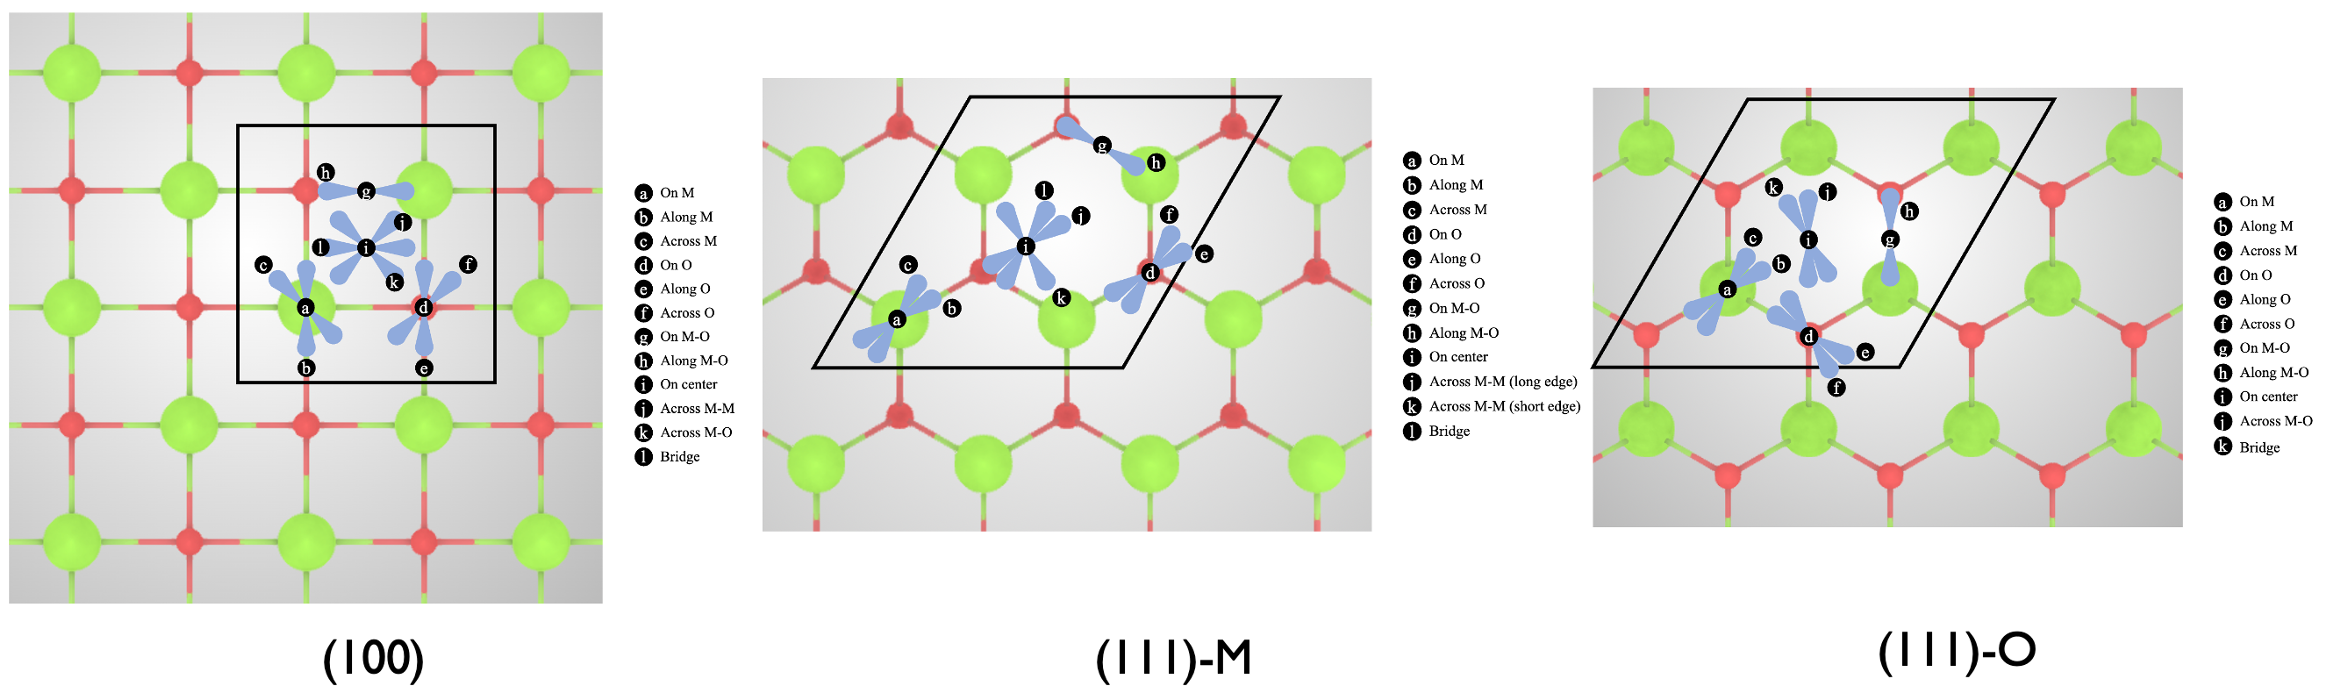 h
g
j
l
i
c
f
k
a
d
b
e
a On M
b Along M
c Across M
d On O
e Along O
f Across O
g On M-O
h Along M-O
i On center
j Across M-M
k Across M-O
l Bridge
(100)
g
h
l
j
f
i
e
c
d
k
b
a
a On M
b Along M
c Across M
d On O
e Along O
f Across O
g On M-O
h Along M-O
i On center
j Across M-M (long edge)
k Across M-M (short edge)
l Bridge
(111)-M
k
j
h
c
i
g
b
a
d
e
f
a On M
b Along M
c Across M
d On O
e Along O
f Across O
g On M-O
h Along M-O
i On center
j Across M-O
k Bridge
(111)-O